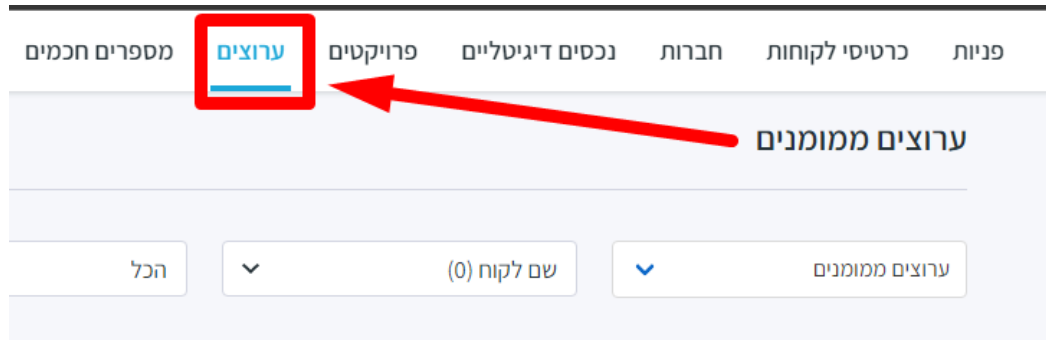 פניות כרטיסי לקוחות חברות נכסים דיגיטליים פרויקטים ערוצים מספרים חכמים
ערוצים ממומנים
ערוצים ממומנים שם לקוח (0) הכל